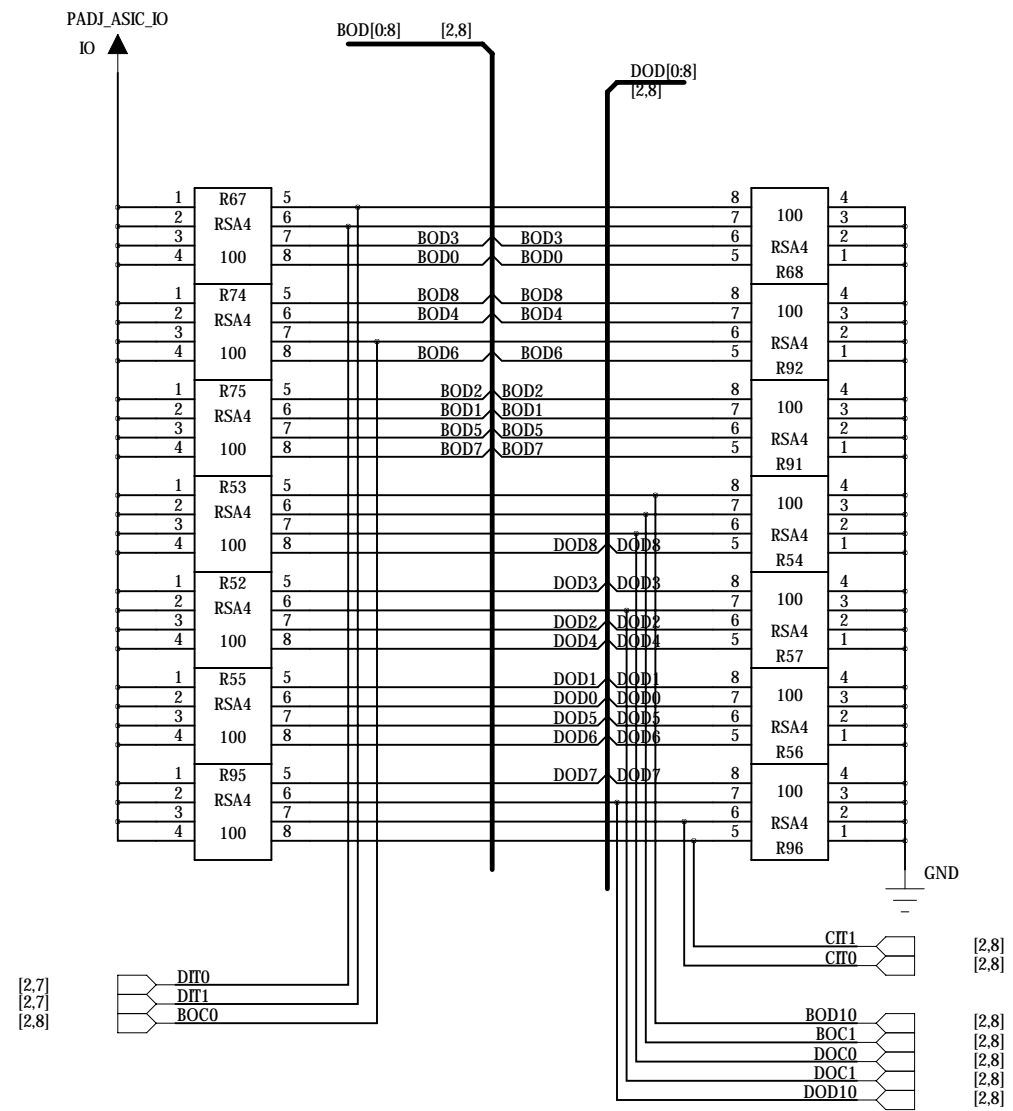 PADJ_ASIC_IO
IO
BOD[0:8] [2,8]
DOD[0:8]
[2,8]
1 R67 5 8 4
2 RSA4 6 7 100 3
3 7 BOD3 BOD3 6 RSA4 2
4 100 8 BOD0 BOD0 5 R68 1
1 R74 5 BOD8 BOD8 8 4
2 RSA4 6 BOD4 BOD4 7 100 3
3 7 6 RSA4 2
4 100 8 BOD6 BOD6 5 R92 1
1 R75 5 BOD2 BOD2 8 4
2 RSA4 6 BOD1 BOD1 7 100 3
3 7 BOD5 BOD5 6 RSA4 2
4 100 8 BOD7 BOD7 5 R91 1
1 R53 5 8 4
2 RSA4 6 7 100 3
3 7 6 RSA4 2
4 100 8 DOD8 DOD8 5 R54 1
1 R52 5 DOD3 DOD3 8 4
2 RSA4 6 7 100 3
3 7 DOD2 DOD2 6 RSA4 2
4 100 8 DOD4 DOD4 5 R57 1
1 R55 5 DOD1 DOD1 8 4
2 RSA4 6 DOD0 DOD0 7 100 3
3 7 DOD5 DOD5 6 RSA4 2
4 100 8 DOD6 DOD6 5 R56 1
1 R95 5 DOD7 DOD7 8 4
2 RSA4 6 7 100 3
3 7 6 RSA4 2
4 100 8 5 R96 1
GND
CIT1 [2,8]
CIT0 [2,8]
[2,7] DIT0
[2,7] DIT1
[2,8] BOC0
BOD10 [2,8]
BOC1 [2,8]
DOC0 [2,8]
DOC1 [2,8]
DOD10 [2,8]